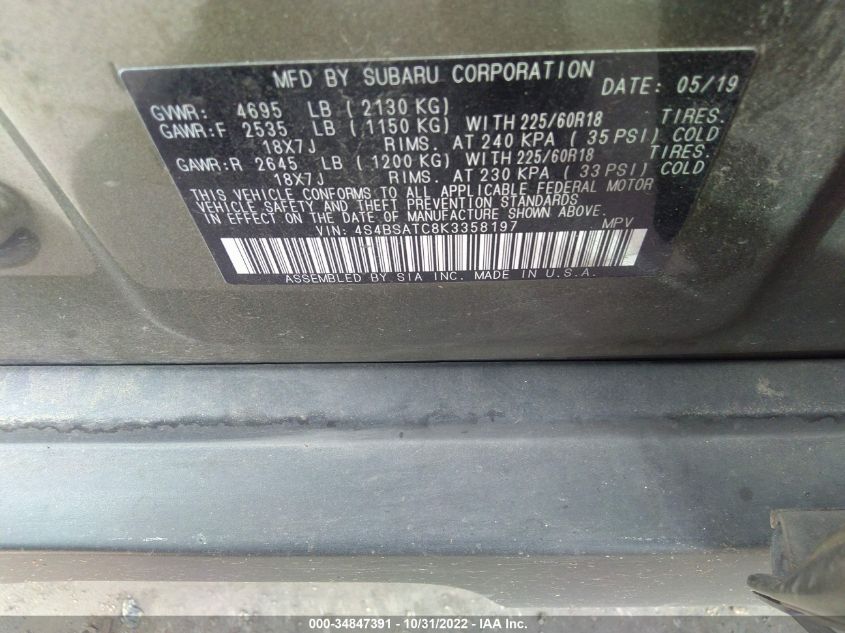 MFD BY SUBARU CORPORATION DATE: 05/19
GVWR: 4695 LB ( 2130 KG)
GAWR:F 2535 LB ( 1150 KG) WITH 225/60R18 TIRES.
18X7J RIMS. AT 240 KPA ( 35 PSI) COLD
GAWR:R 2645 LB ( 1200 KG) WITH 225/60R18 TIRES.
18X7J RIMS. AT 230 KPA ( 33 PSI) COLD
THIS VEHICLE CONFORMS TO ALL APPLICABLE FEDERAL MOTOR
VEHICLE SAFETY AND THEFT PREVENTION STANDARDS
IN EFFECT ON THE DATE OF MANUFACTURE SHOWN ABOVE.
VIN: 4S4BSATC8K3358197 MPV
ASSEMBLED BY SIA INC. MADE IN U.S.A.
000-34847391 - 10/31/2022 - IAA Inc.